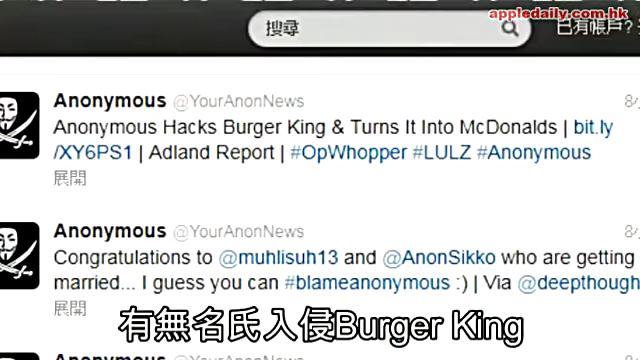 appledaily.com.hk
搜尋
已有帳戶?
Anonymous @YourAnonNews
Anonymous Hacks Burger King & Turns It Into McDonalds | bit.ly
/XY6PS1 | Adland Report | #OpWhopper #LULZ #Anonymous
展開
Anonymous @YourAnonNews
Congratulations to @muhlisuh13 and @AnonSikko who are getting
married... I guess you can #blameanonymous :) | Via @deepthough
展開
有無名氏入侵Burger King